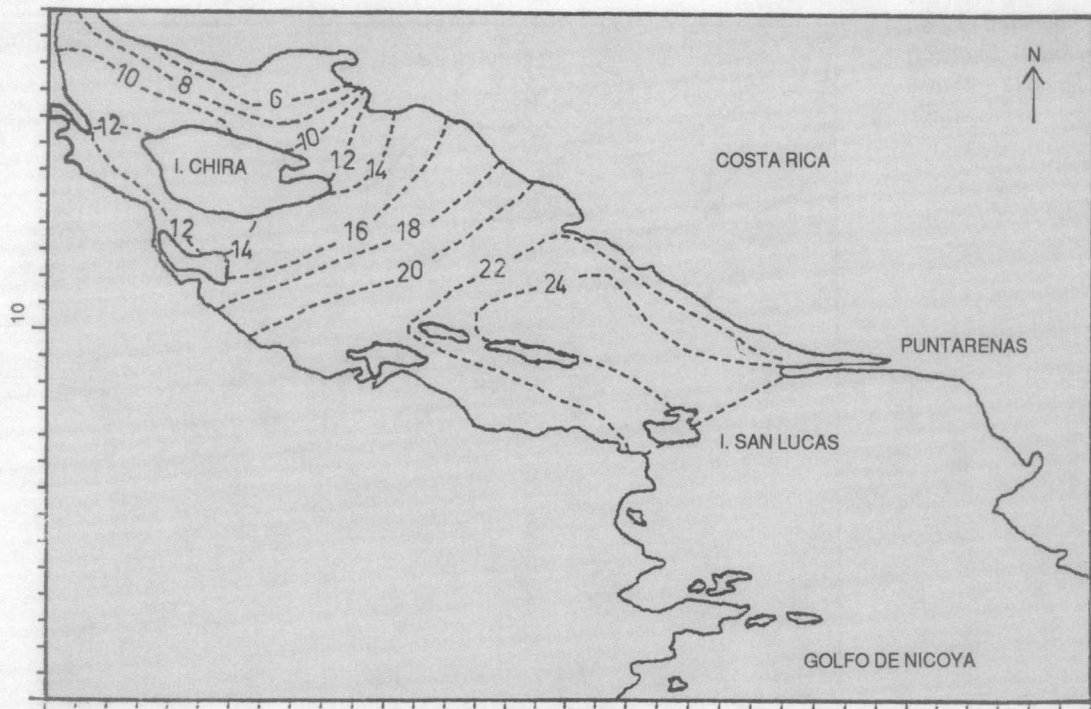 N
10
8
6
12
10
I. CHIRA
12
14
COSTA RICA
12
14
16
18
20
22
24
10
PUNTARENAS
I. SAN LUCAS
GOLFO DE NICOYA